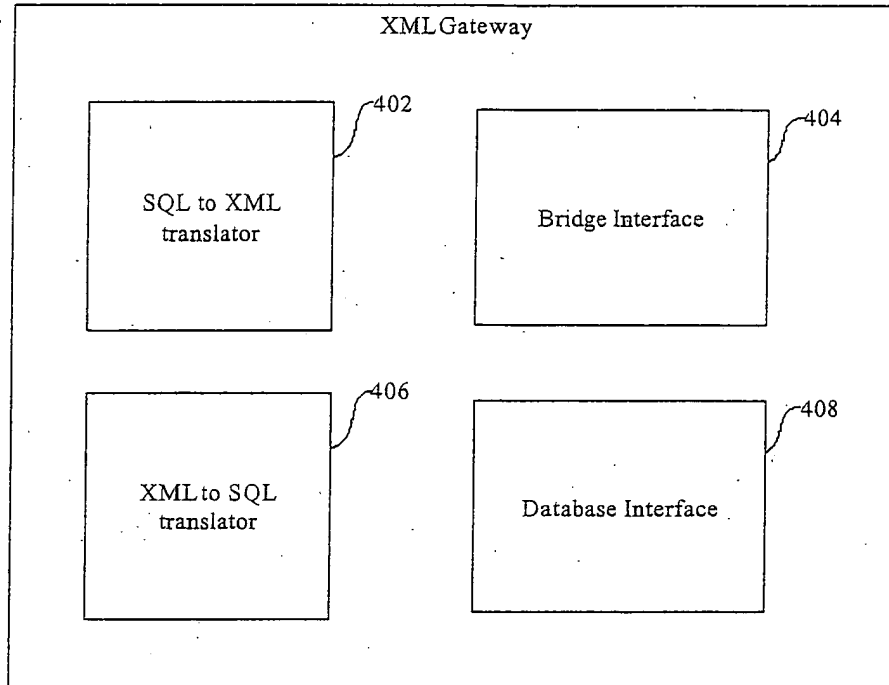 XML Gateway
402
SQL to XML
translator
404
Bridge Interface
406
XML to SQL
translator
408
Database Interface